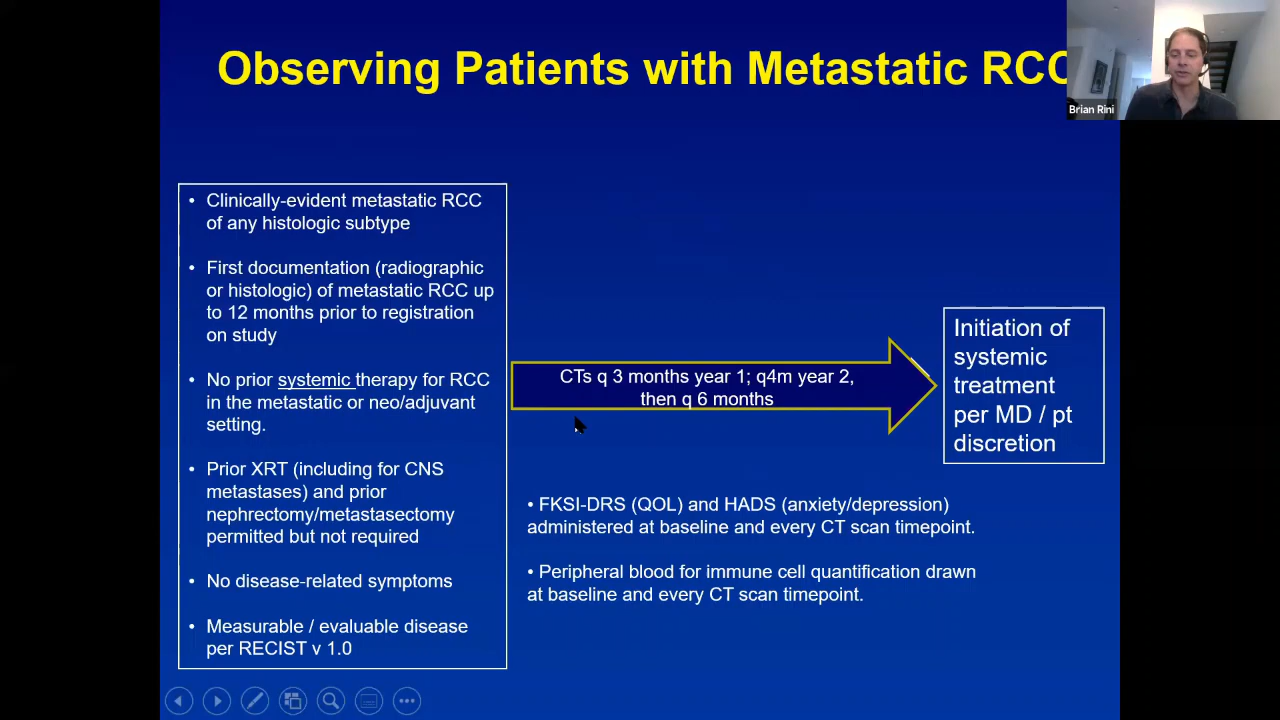 Observing Patients with Metastatic RCC
Brian Rini
• Clinically-evident metastatic RCC
of any histologic subtype
• First documentation (radiographic
or histologic) of metastatic RCC up
to 12 months prior to registration
on study
• No prior systemic therapy for RCC
in the metastatic or neo/adjuvant
setting.
• Prior XRT (including for CNS
metastases) and prior
nephrectomy/metastasectomy
permitted but not required
• No disease-related symptoms
• Measurable / evaluable disease
per RECIST v 1.0
CTs q 3 months year 1; q4m year 2,
then q 6 months
Initiation of
systemic
treatment
per MD / pt
discretion
• FKSI-DRS (QOL) and HADS (anxiety/depression)
administered at baseline and every CT scan timepoint.
• Peripheral blood for immune cell quantification drawn
at baseline and every CT scan timepoint.